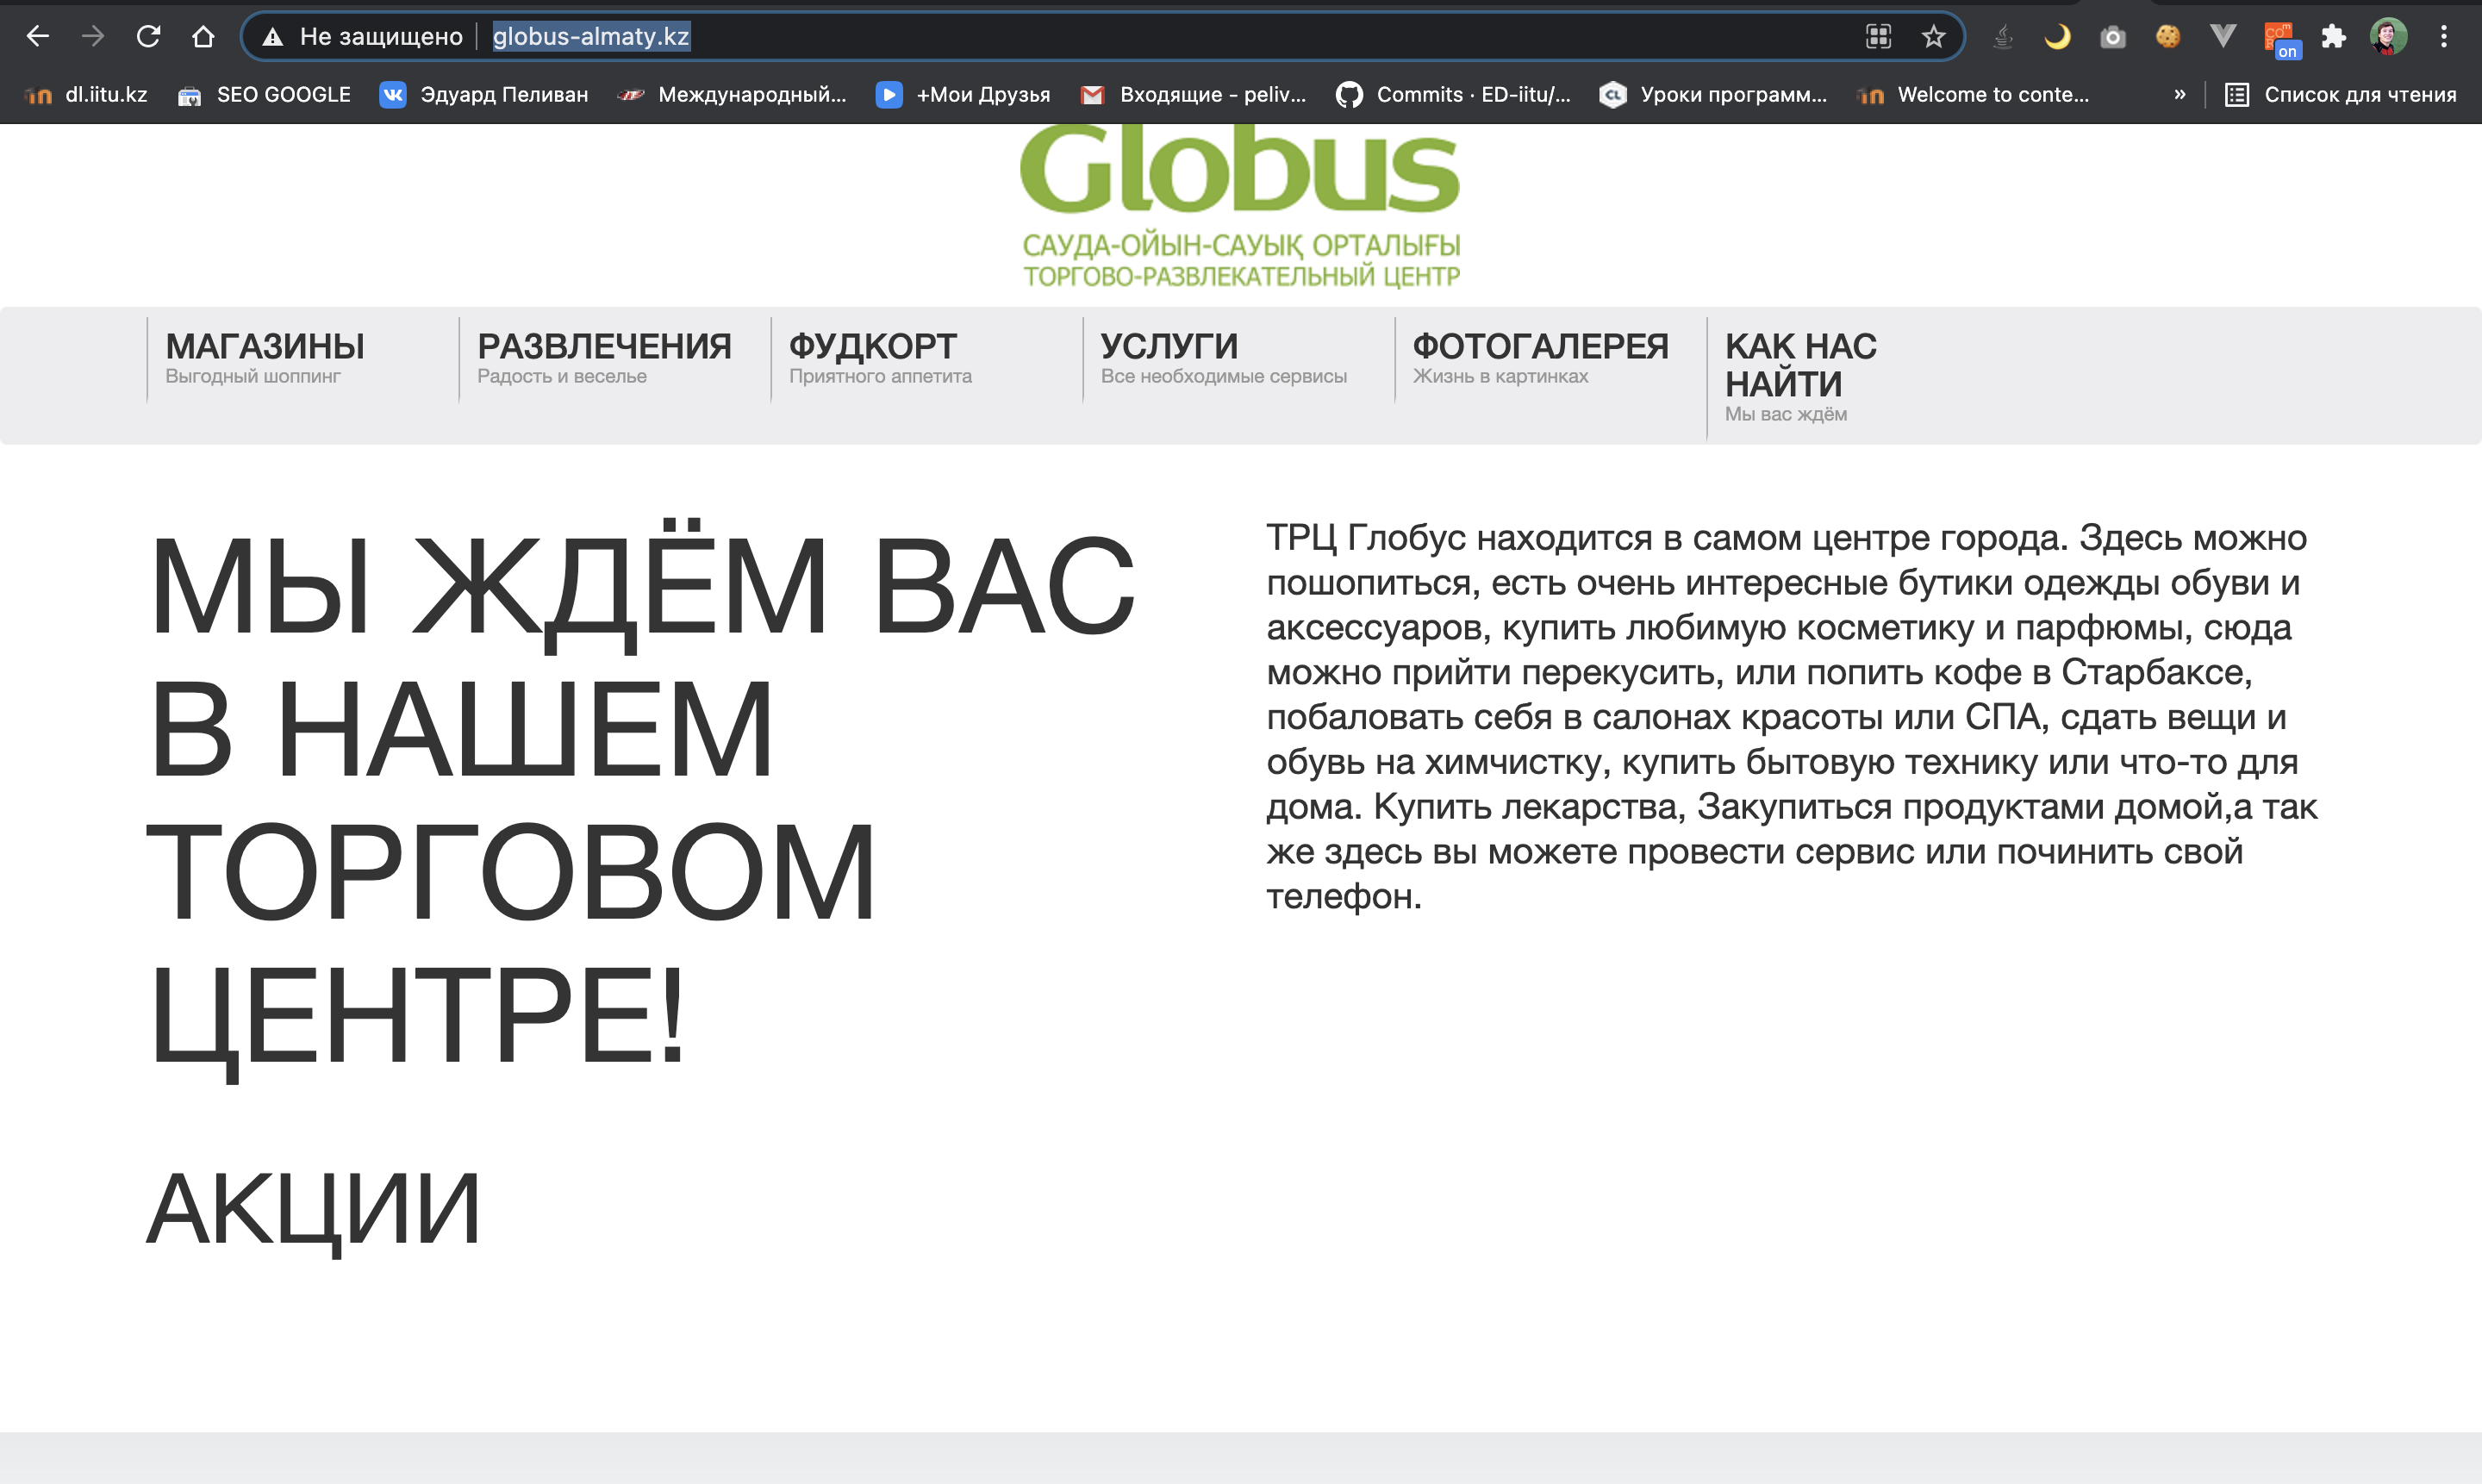 Не защищено globus-almaty.kz
on
dl.iitu.kz SEO GOOGLE Эдуард Пеливан Международный... +Мои Друзья Входящие - peliv... Commits · ED-iitu/... Уроки программ... Welcome to conte... » Список для чтения
Globus
САУДА-ОЙЫН-САУЫҚ ОРТАЛЫҒЫ
ТОРГОВО-РАЗВЛЕКАТЕЛЬНЫЙ ЦЕНТР
МАГАЗИНЫ
Выгодный шоппинг
РАЗВЛЕЧЕНИЯ
Радость и веселье
ФУДКОРТ
Приятного аппетита
УСЛУГИ
Все необходимые сервисы
ФОТОГАЛЕРЕЯ
Жизнь в картинках
КАК НАС
НАЙТИ
Мы вас ждём
МЫ ЖДЁМ ВАС
В НАШЕМ
ТОРГОВОМ
ЦЕНТРЕ!
ТРЦ Глобус находится в самом центре города. Здесь можно
пошопиться, есть очень интересные бутики одежды обуви и
аксессуаров, купить любимую косметику и парфюмы, сюда
можно прийти перекусить, или попить кофе в Старбаксе,
побаловать себя в салонах красоты или СПА, сдать вещи и
обувь на химчистку, купить бытовую технику или что-то для
дома. Купить лекарства, Закупиться продуктами домой,а так
же здесь вы можете провести сервис или починить свой
телефон.
АКЦИИ